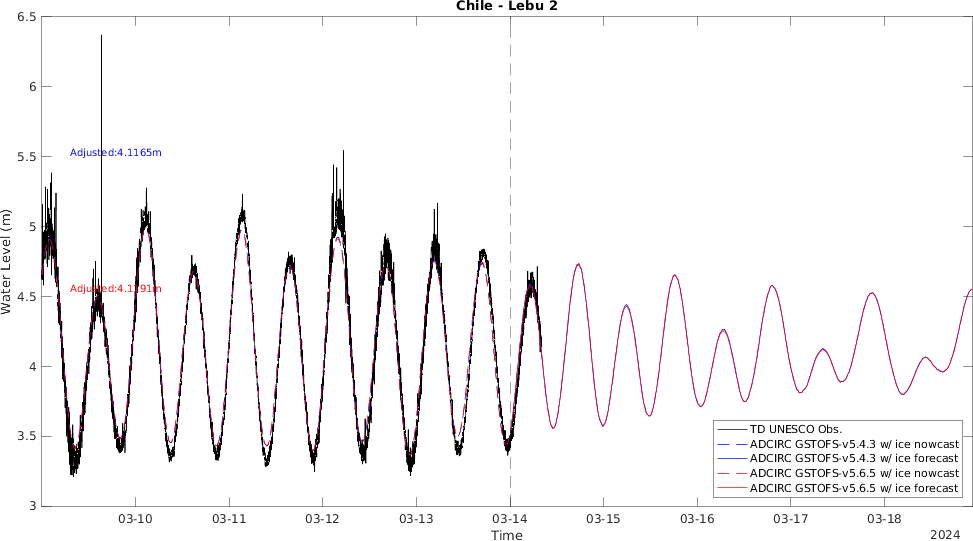 Chile - Lebu 2
6.5
6
5.5
5
4.5
4
3.5
3
Water Level (m)
Adjusted:4.1165m
Adjusted:4.1191m
TD UNESCO Obs.
ADCIRC GSTOFS-v5.4.3 w/ ice nowcast
ADCIRC GSTOFS-v5.4.3 w/ ice forecast
ADCIRC GSTOFS-v5.6.5 w/ ice nowcast
ADCIRC GSTOFS-v5.6.5 w/ ice forecast
03-10 03-11 03-12 03-13 03-14 03-15 03-16 03-17 03-18
Time
2024